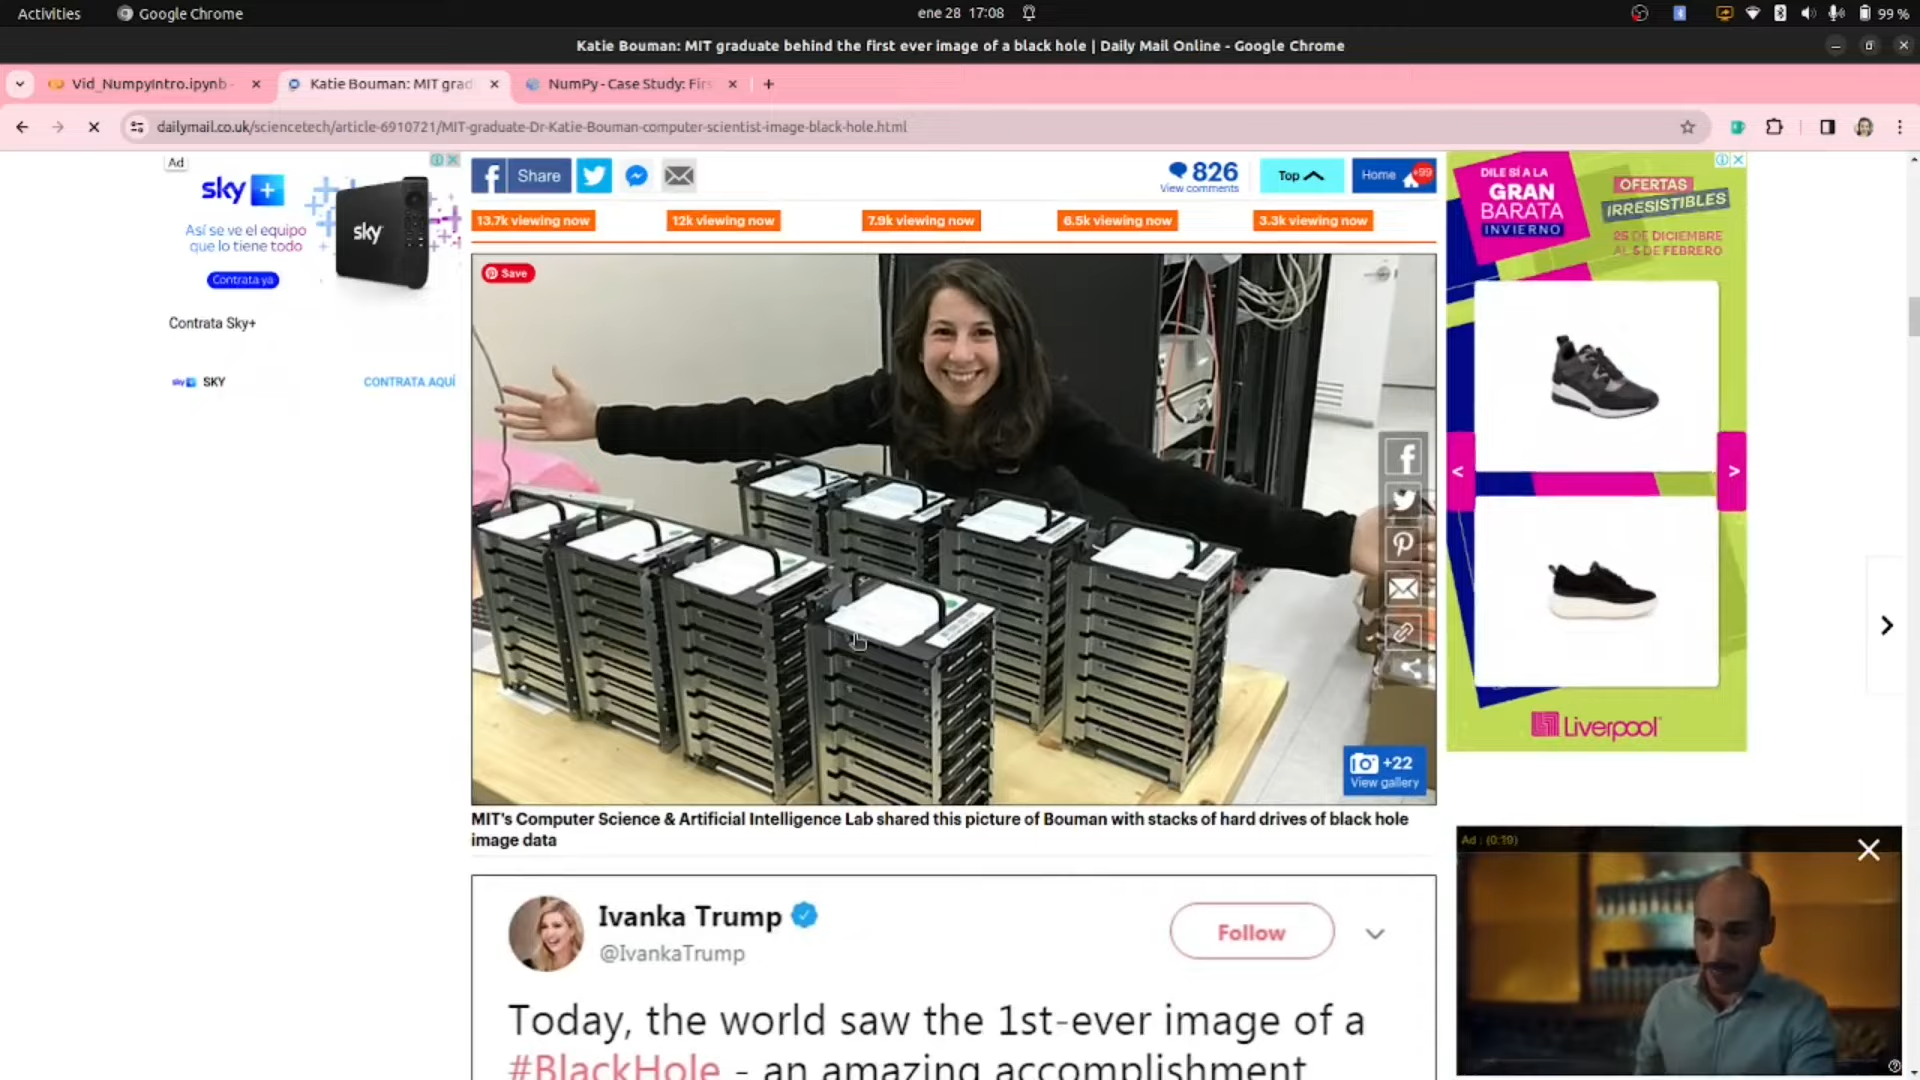 Activities
Google Chrome
ene 28 17:08
99 %
Katie Bouman: MIT graduate behind the first ever image of a black hole | Daily Mail Online - Google Chrome
Vid_NumpyIntro.ipynb -
Katie Bouman: MIT grad
NumPy - Case Study: Firs
dailymail.co.uk/sciencetech/article-6910721/MIT-graduate-Dr-Katie-Bouman-computer-scientist-image-black-hole.html
Ad
sky +
Así se ve el equipo
que lo tiene todo
Contrata ya
sky
Contrata Sky+
sky SKY
CONTRATA AQUÍ
Share
826
View comments
Top
Home
+99
13.7k viewing now
12k viewing now
7.9k viewing now
6.5k viewing now
3.3k viewing now
Save
+22
View gallery
MIT's Computer Science & Artificial Intelligence Lab shared this picture of Bouman with stacks of hard drives of black hole
image data
Ivanka Trump
@IvankaTrump
Follow
Today, the world saw the 1st-ever image of a
#BlackHole - an amazing accomplishment
DILE SÍ A LA
GRAN
BARATA
INVIERNO
OFERTAS
IRRESISTIBLES
25 DE DICIEMBRE
AL 5 DE FEBRERO
<
>
Liverpool
Ad : (0:19)